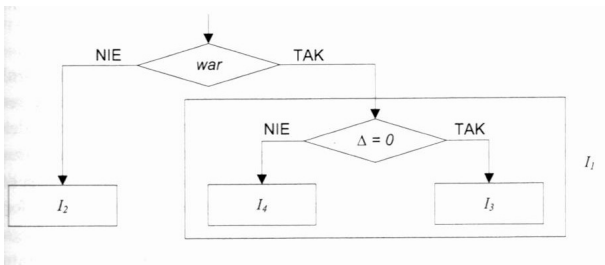 NIE
war
TAK
NIE
Δ = 0
TAK
I1
I2
I4
I3